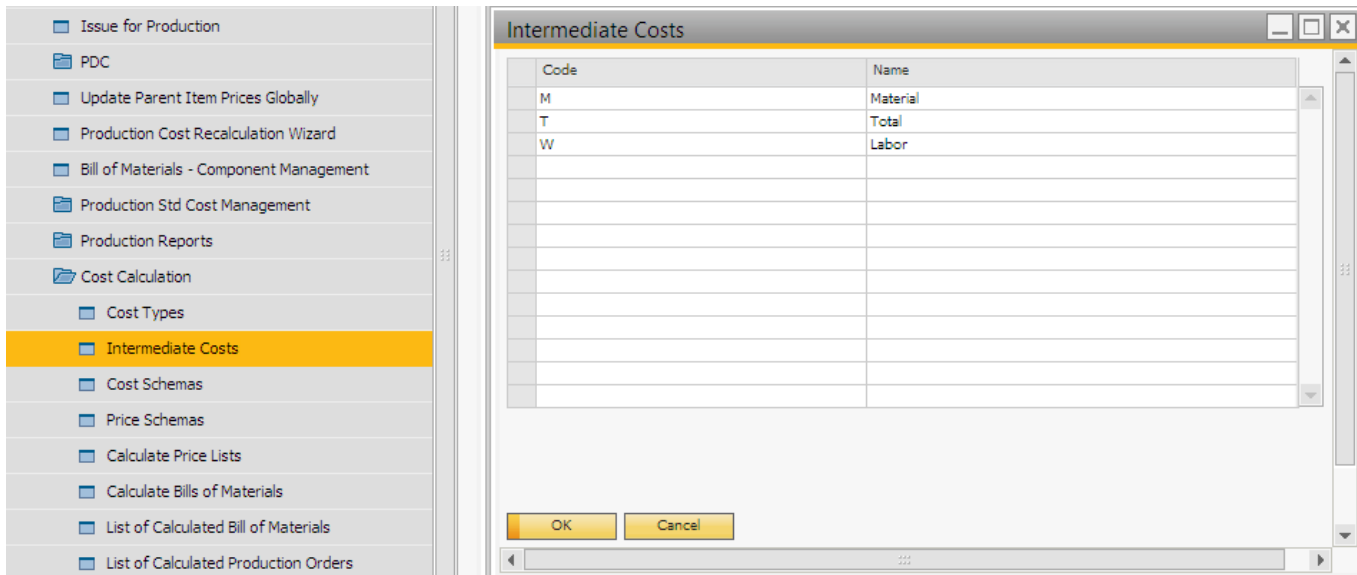 Issue for Production
PDC
Update Parent Item Prices Globally
Production Cost Recalculation Wizard
Bill of Materials - Component Management
Production Std Cost Management
Production Reports
Cost Calculation
Cost Types
Intermediate Costs
Cost Schemas
Price Schemas
Calculate Price Lists
Calculate Bills of Materials
List of Calculated Bill of Materials
List of Calculated Production Orders
Intermediate Costs
Code Name
M Material
T Total
W Labor
OK Cancel